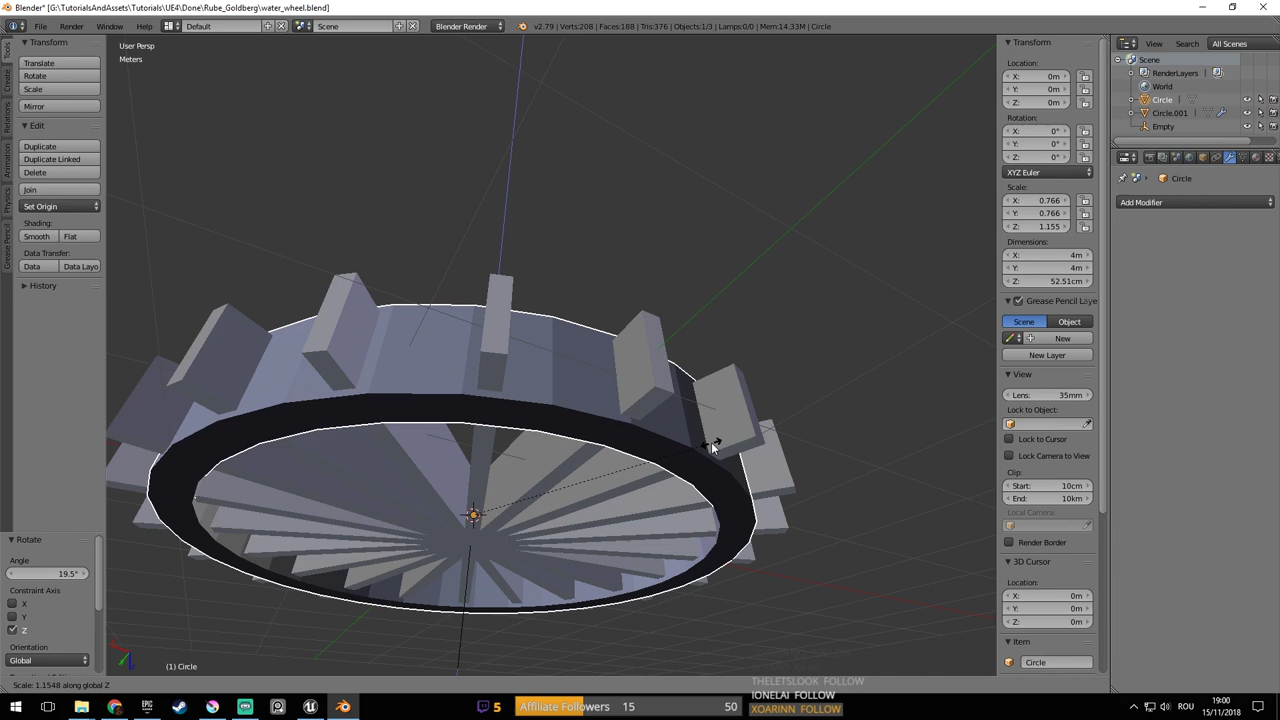 Blender* [G:\TutorialsAndAssets\Tutorials\UE4\Done\Rube_Goldberg\water_wheel.blend]
File Render Window Help Default Scene Blender Render v2.79 | Verts:208 | Faces:188 | Tris:376 | Objects:1/3 | Lamps:0/0 | Mem:14.33M | Circle
Transform
Translate
Rotate
Scale
Mirror
Edit
Duplicate
Duplicate Linked
Delete
Join
Set Origin
Shading:
Smooth Flat
Data Transfer:
Data Data Layo
History
Tools
Create
Relations
Animation
Physics
Grease Pencil
Rotate
Angle
19.5°
Constraint Axis
X
Y
Z
Orientation
Global
User Persp
Meters
(1) Circle
Scale: 1.1548 along global Z
Transform
Location:
X: 0m
Y: 0m
Z: 0m
Rotation:
X: 0°
Y: 0°
Z: 0°
XYZ Euler
Scale:
X: 0.766
Y: 0.766
Z: 1.155
Dimensions:
X: 4m
Y: 4m
Z: 52.51cm
Grease Pencil Laye
Scene Object
New
New Layer
View
Lens: 35mm
Lock to Object:
Lock to Cursor
Lock Camera to View
Clip:
Start: 10cm
End: 10km
Local Camera:
Render Border
3D Cursor
Location:
X: 0m
Y: 0m
Z: 0m
Item
Circle
View Search All Scenes
Scene
RenderLayers
World
Circle
Circle.001
Empty
Circle
Add Modifier
5
Affiliate Followers 15 50
THELETSLOOK FOLLOW
IONELAI FOLLOW
XOARINN FOLLOW
RU
19:00
15/11/2018